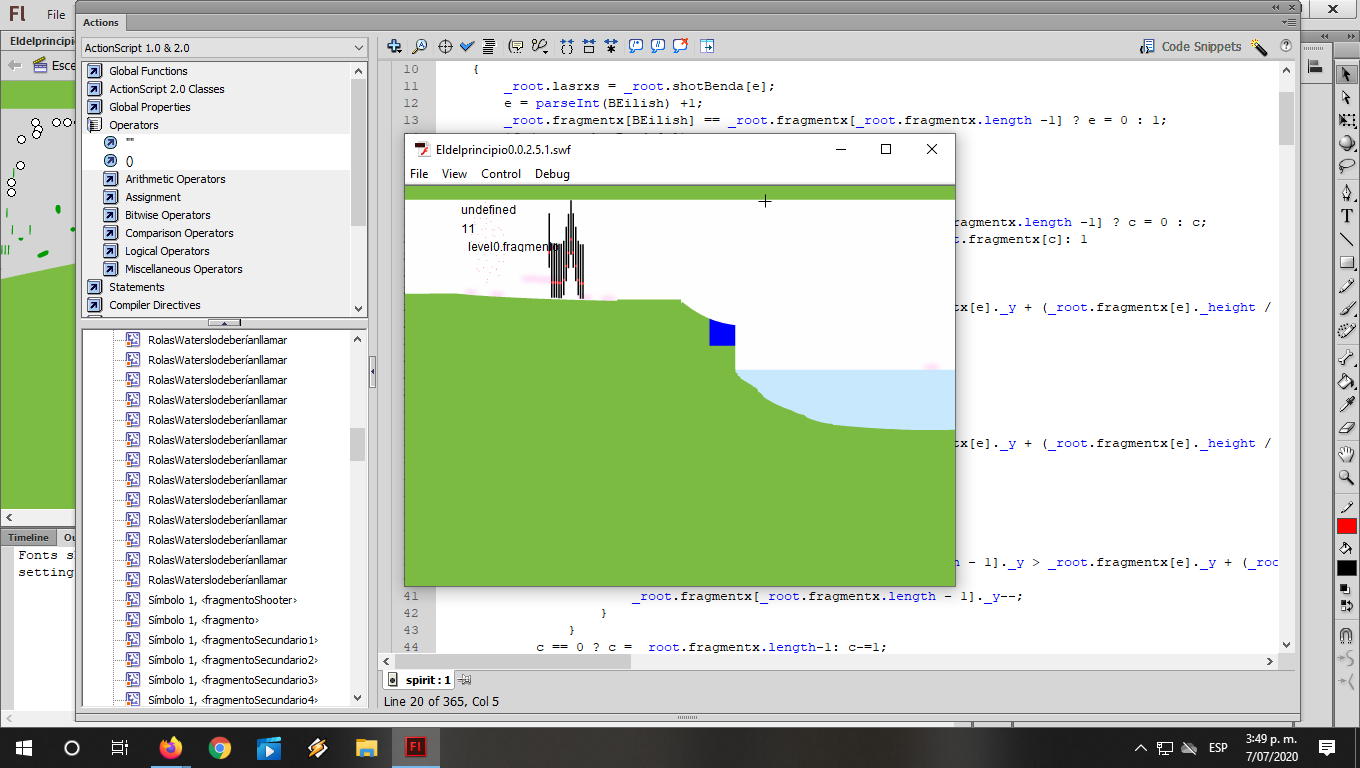 Fl File
Actions
Eldelprincipio
Esce
ActionScript 1.0 & 2.0
Code Snippets
Global Functions
ActionScript 2.0 Classes
Global Properties
Operators
""
()
Arithmetic Operators
Assignment
Bitwise Operators
Comparison Operators
Logical Operators
Miscellaneous Operators
Statements
Compiler Directives
RolasWaterslodeberíanllamar
RolasWaterslodeberíanllamar
RolasWaterslodeberíanllamar
RolasWaterslodeberíanllamar
RolasWaterslodeberíanllamar
RolasWaterslodeberíanllamar
RolasWaterslodeberíanllamar
RolasWaterslodeberíanllamar
RolasWaterslodeberíanllamar
RolasWaterslodeberíanllamar
RolasWaterslodeberíanllamar
RolasWaterslodeberíanllamar
RolasWaterslodeberíanllamar
Símbolo 1, <fragmentoShooter>
Símbolo 1, <fragmento>
Símbolo 1, <fragmentoSecundario1>
Símbolo 1, <fragmentoSecundario2>
Símbolo 1, <fragmentoSecundario3>
Símbolo 1, <fragmentoSecundario4>
Timeline Ou
Fonts s
setting
10 {
11 _root.lasrxs = _root.shotBenda[e];
12 e = parseInt(BEilish) +1;
13 _root.fragmentx[BEilish] == _root.fragmentx[_root.fragmentx.length -1] ? e = 0 : 1;
Eldelprincipio0.0.2.5.1.swf
File View Control Debug
undefined
11
level0.fragmento
tx.length -1] ? c = 0 : c;
t.fragmentx[c]: 1
tx[e]._y + (_root.fragmentx[e]._height /
tx[e]._y + (_root.fragmentx[e]._height /
h - 1]._y > _root.fragmentx[e]._y + (_roo
41 _root.fragmentx[_root.fragmentx.length - 1]._y--;
42 }
43 }
44 c == 0 ? c = _root.fragmentx.length-1: c-=1;
spirit : 1
Line 20 of 365, Col 5
ESP
3:49 p. m.
7/07/2020